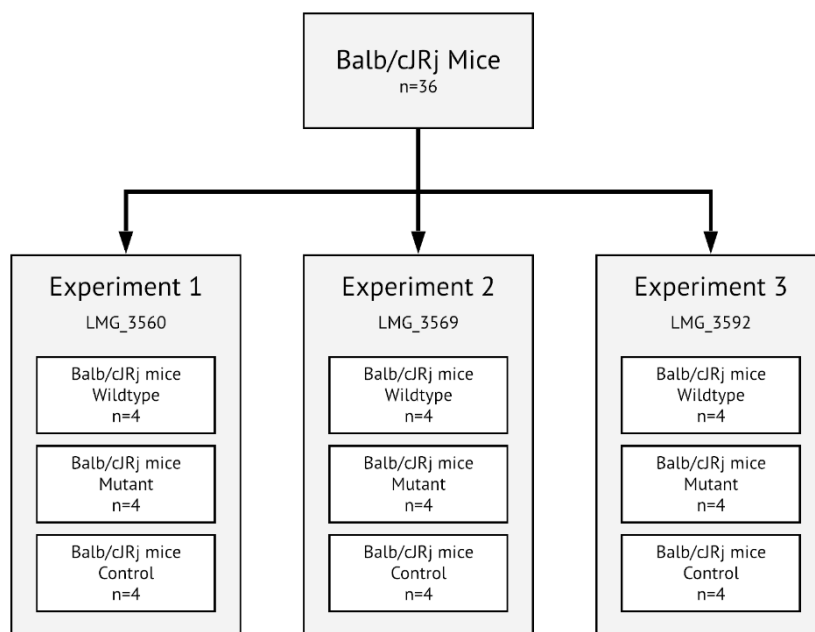 Balb/cJRj Mice
n=36
Experiment 1
LMG_3560
Balb/cJRj mice
Wildtype
n=4
Balb/cJRj mice
Mutant
n=4
Balb/cJRj mice
Control
n=4
Experiment 2
LMG_3569
Balb/cJRj mice
Wildtype
n=4
Balb/cJRj mice
Mutant
n=4
Balb/cJRj mice
Control
n=4
Experiment 3
LMG_3592
Balb/cJRj mice
Wildtype
n=4
Balb/cJRj mice
Mutant
n=4
Balb/cJRj mice
Control
n=4